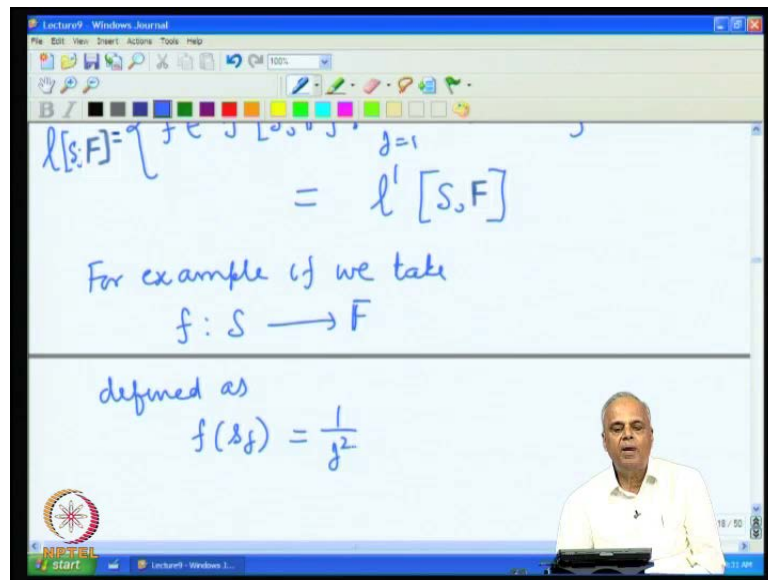 Lecture9 - Windows Journal
File Edit View Insert Actions Tools Help
100%
B I
l[S,F]= { f ∈ F[S,F]: j=1 }
= l¹ [S,F]
For example if we take
f : S ⟶ F
defined as
f(s_j) = 1/j²
NPTEL
18 / 50
start
Lecture9 - Windows J...